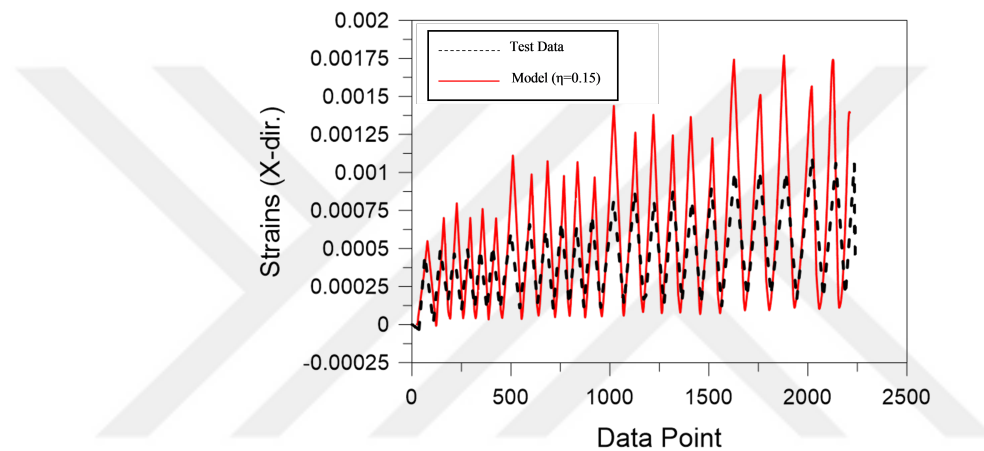 0.002
0.00175
0.0015
0.00125
0.001
0.00075
0.0005
0.00025
0
-0.00025
Strains (X-dir.)
Test Data
Model (η=0.15)
0 500 1000 1500 2000 2500
Data Point